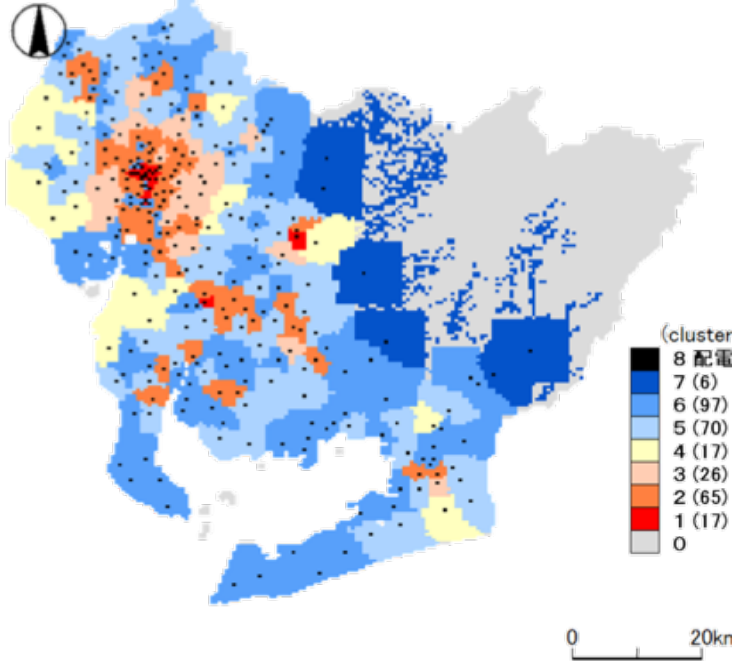 (cluster
8 配電
7 (6)
6 (97)
5 (70)
4 (17)
3 (26)
2 (65)
1 (17)
0
0 20km